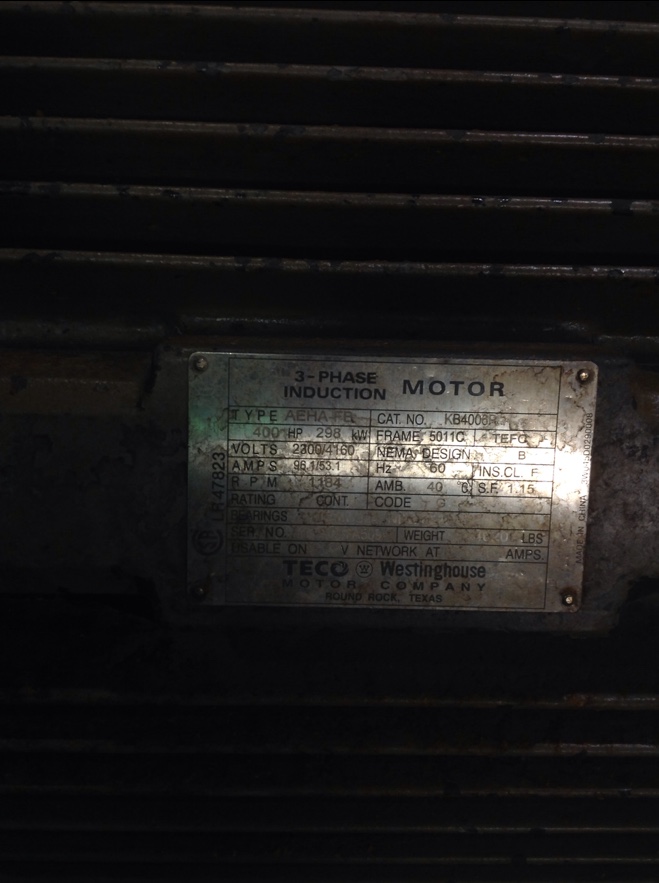 3-PHASE
INDUCTION MOTOR
TYPE AEHA-FB CAT. NO.
400 HP 298 kW FRAME 5011C TEFC
VOLTS 2300/4160 NEMA DESIGN B
AMPS 96.1/53.1 Hz 60 INS.CL. F
RPM 1184 AMB. 40 °C S.F. 1.15
RATING CONT. CODE
BEARINGS
SER. NO. WEIGHT LBS
USABLE ON V NETWORK AT AMPS.
TECO Westinghouse
MOTOR COMPANY
ROUND ROCK, TEXAS
LR47823
MADE IN CHINA